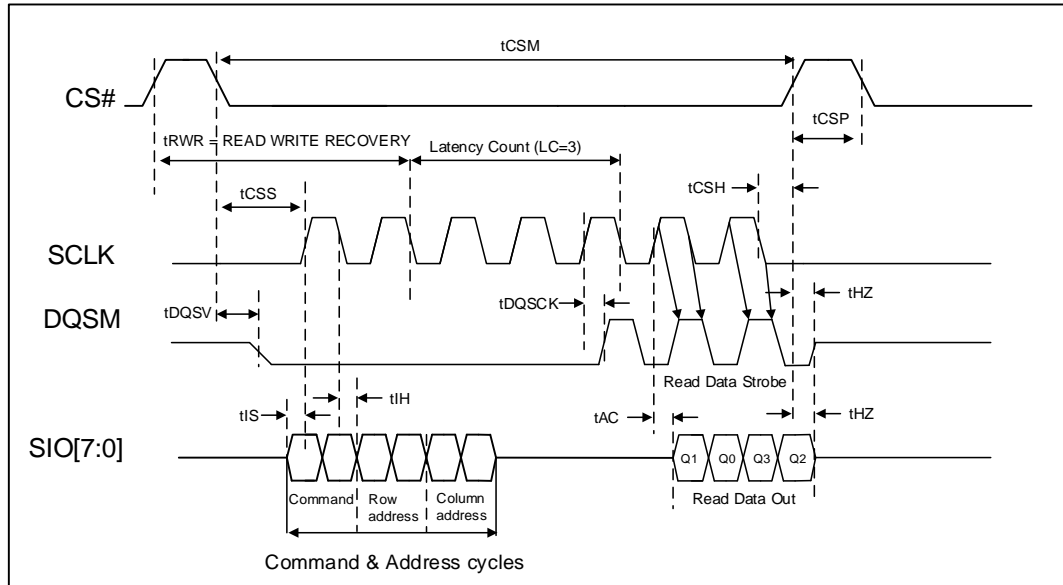 tCSM
CS#
tCSP
tRWR = READ WRITE RECOVERY
Latency Count (LC=3)
tCSH
tCSS
SCLK
tDQSCK
tHZ
DQSM
tDQSV
Read Data Strobe
tIS
tIH
tAC
tHZ
SIO[7:0]
Q1 Q0 Q3 Q2
Command
Row
address
Column
address
Read Data Out
Command & Address cycles